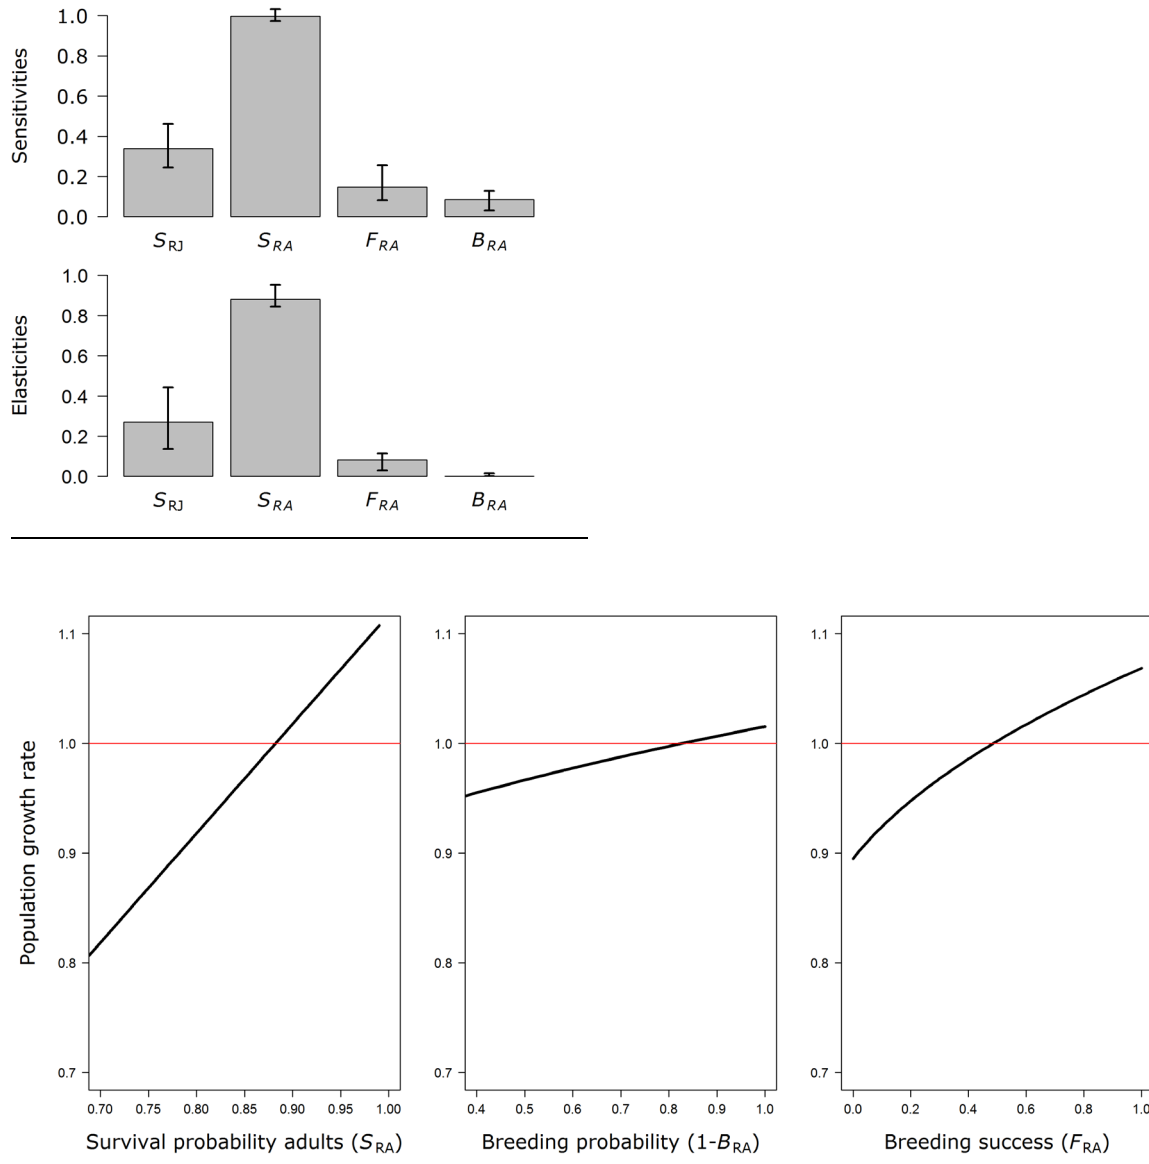 Sensitivities
1.0
0.8
0.6
0.4
0.2
0.0
S_RJ S_RA F_RA B_RA
Elasticities
1.0
0.8
0.6
0.4
0.2
0.0
S_RJ S_RA F_RA B_RA
Population growth rate
1.1
1.0
0.9
0.8
0.7
0.70 0.75 0.80 0.85 0.90 0.95 1.00
Survival probability adults (S_RA)
1.1
1.0
0.9
0.8
0.7
0.4 0.5 0.6 0.7 0.8 0.9 1.0
Breeding probability (1-B_RA)
1.1
1.0
0.9
0.8
0.7
0.0 0.2 0.4 0.6 0.8 1.0
Breeding success (F_RA)